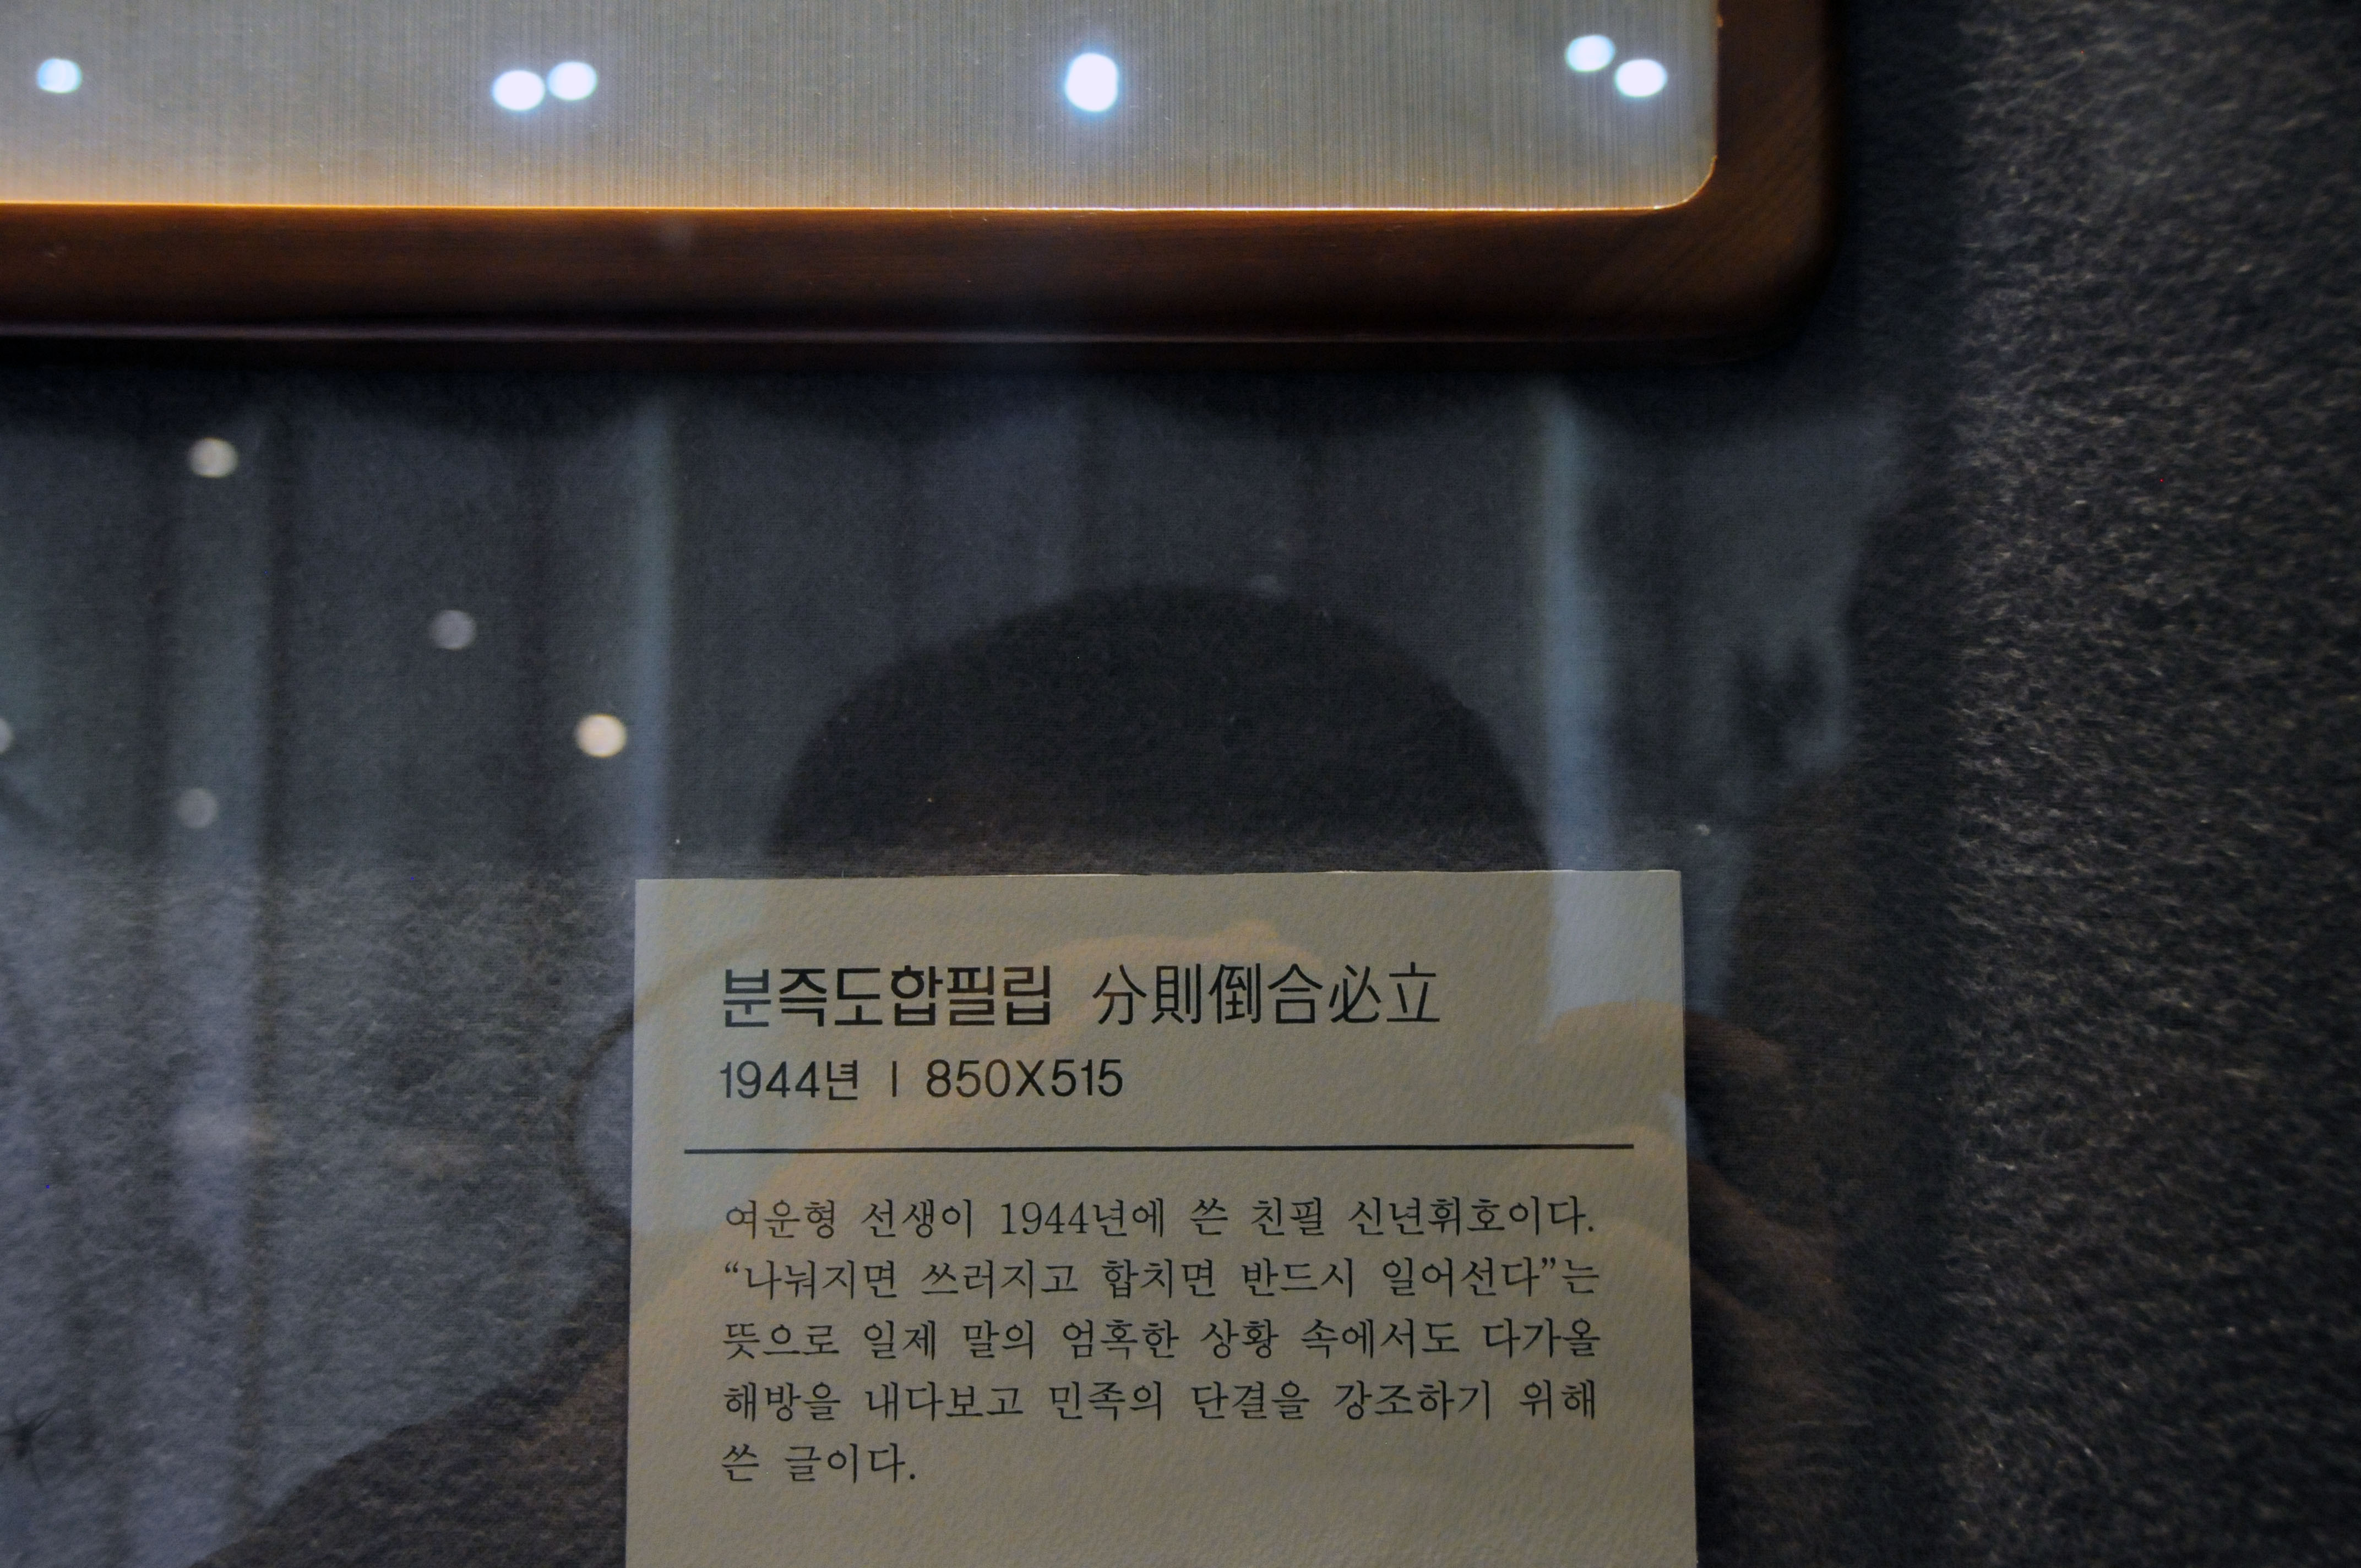 분즉도합필립 分則倒合必立
1944년 | 850X515
여운형 선생이 1944년에 쓴 친필 신년휘호이다.
“나눠지면 쓰러지고 합치면 반드시 일어선다”는
뜻으로 일제 말의 엄혹한 상황 속에서도 다가올
해방을 내다보고 민족의 단결을 강조하기 위해
쓴 글이다.